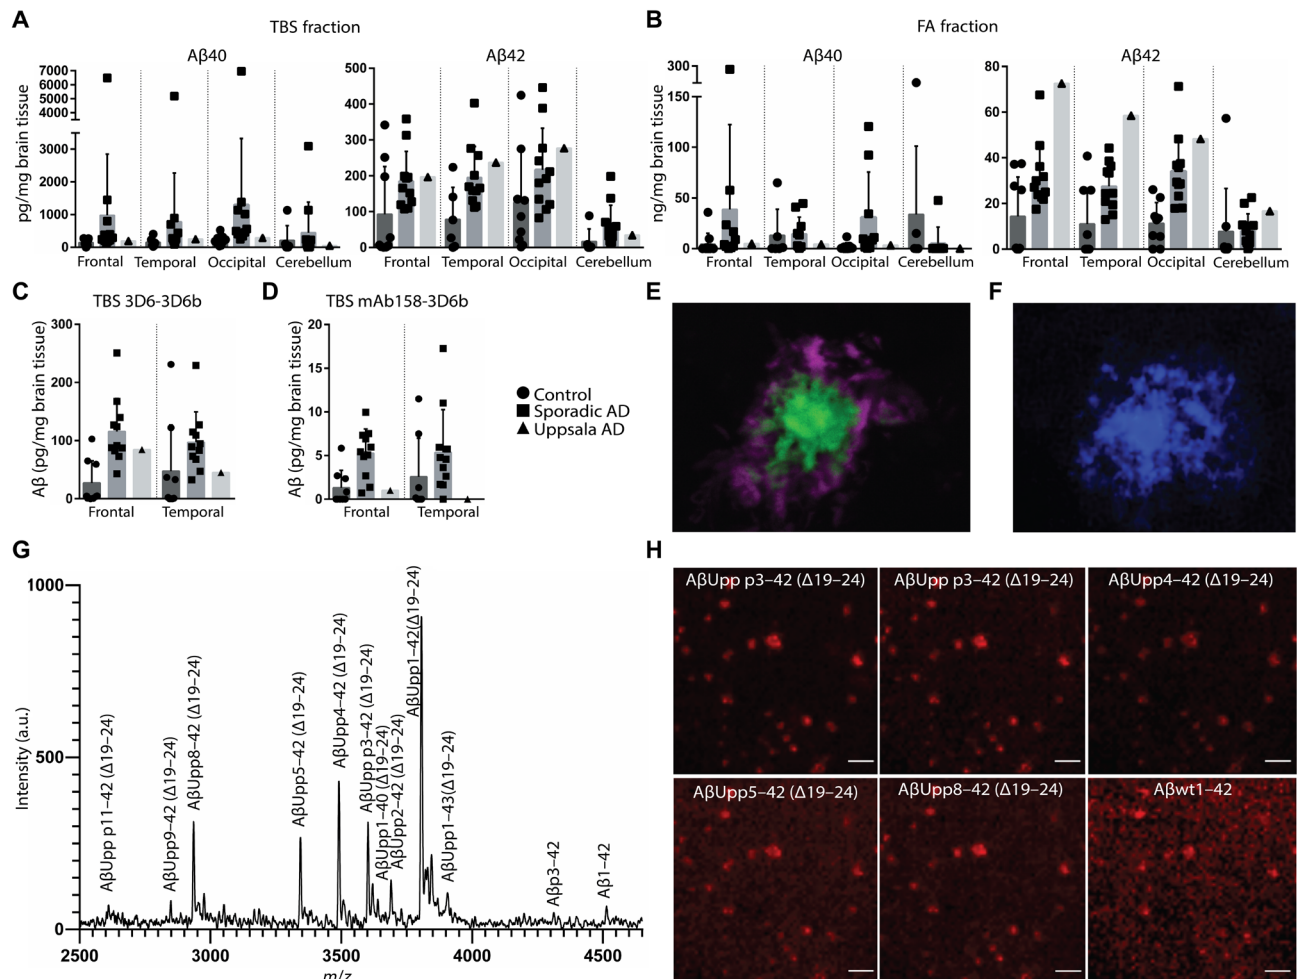 A
TBS fraction
Aβ40
Aβ42
pg/mg brain tissue
7000
6000
5000
4000
3000
2000
1000
0
500
400
300
200
100
0
Frontal Temporal Occipital Cerebellum
Frontal Temporal Occipital Cerebellum
B
FA fraction
Aβ40
Aβ42
ng/mg brain tissue
300
150
100
50
0
80
60
40
20
0
Frontal Temporal Occipital Cerebellum
Frontal Temporal Occipital Cerebellum
C
TBS 3D6-3D6b
Aβ (pg/mg brain tissue)
300
200
100
0
Frontal Temporal
D
TBS mAb158-3D6b
Aβ (pg/mg brain tissue)
20
15
10
5
0
Frontal Temporal
Control
Sporadic AD
Uppsala AD
E
F
G
Intensity (a.u.)
1000
500
0
AβUpp p11–42 (Δ19–24)
AβUpp9–42 (Δ19–24)
AβUpp8–42 (Δ19–24)
AβUpp5–42 (Δ19–24)
AβUpp4–42 (Δ19–24)
AβUpp p3–42 (Δ19–24)
AβUpp1–40 (Δ19–24)
AβUpp2–42 (Δ19–24)
AβUpp1–42(Δ19–24)
AβUpp1–43(Δ19–24)
Aβp3–42
Aβ1–42
2500 3000 3500 4000 4500
m/z
H
AβUpp p3–42 (Δ19–24)
AβUpp p3–42 (Δ19–24)
AβUpp4–42 (Δ19–24)
AβUpp5–42 (Δ19–24)
AβUpp8–42 (Δ19–24)
Aβwt1–42